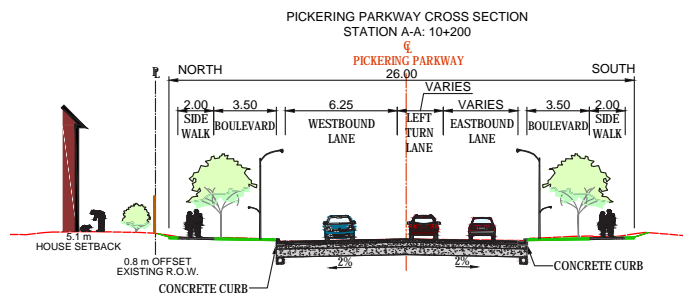 PICKERING PARKWAY CROSS SECTION
STATION A-A: 10+200
℄
PICKERING PARKWAY
℄
NORTH
26.00
SOUTH
VARIES
2.00
3.50
6.25
VARIES
3.50
2.00
SIDE
WALK
BOULEVARD
WESTBOUND
LANE
LEFT
TURN
LANE
EASTBOUND
LANE
BOULEVARD
SIDE
WALK
5.1 m
HOUSE SETBACK
0.8 m OFFSET
EXISTING R.O.W.
2%
2%
CONCRETE CURB
CONCRETE CURB